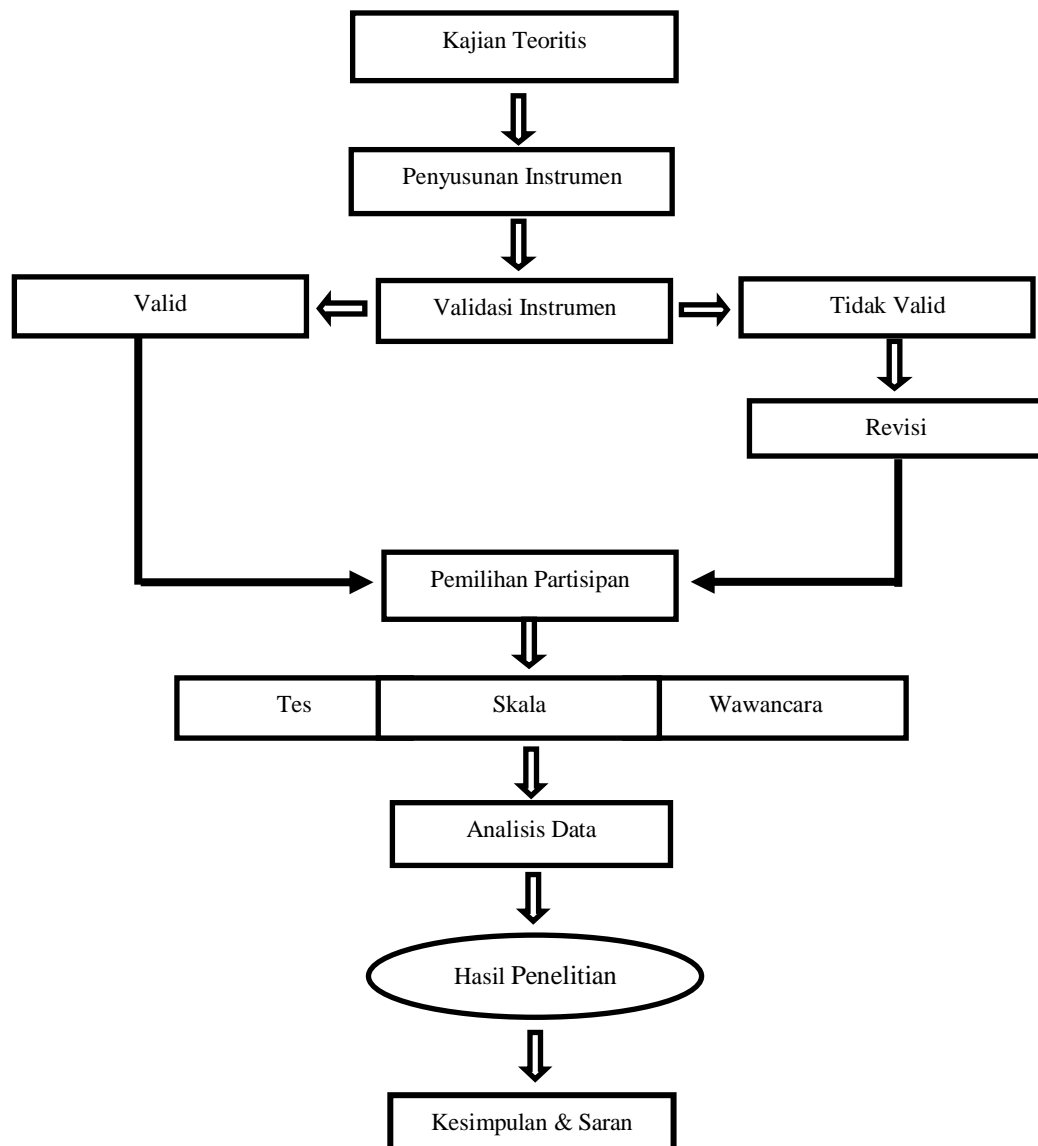 Kajian Teoritis
Penyusunan Instrumen
Valid
Validasi Instrumen
Tidak Valid
Revisi
Pemilihan Partisipan
Tes
Skala
Wawancara
Analisis Data
Hasil Penelitian
Kesimpulan & Saran